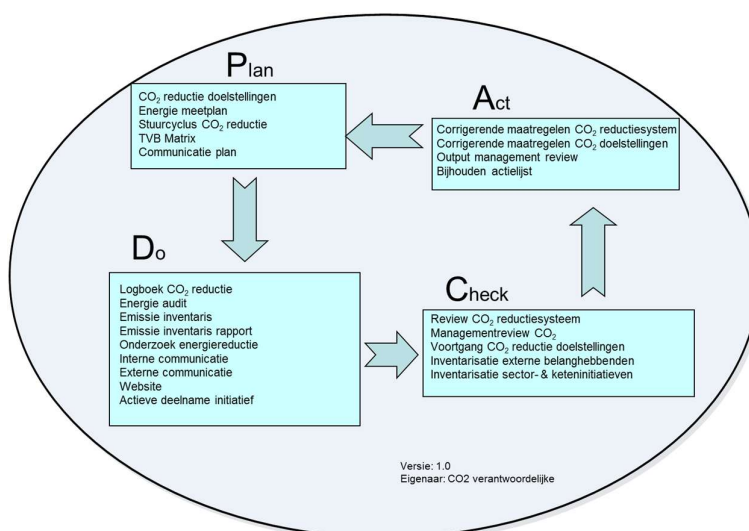 Plan
CO2 reductie doelstellingen
Energie meetplan
Stuurcyclus CO2 reductie
TVB Matrix
Communicatie plan
Act
Corrigerende maatregelen CO2 reductiesystem
Corrigerende maatregelen CO2 doelstellingen
Output management review
Bijhouden actielijst
Do
Logboek CO2 reductie
Energie audit
Emissie inventaris
Emissie inventaris rapport
Onderzoek energiereductie
Interne communicatie
Externe communicatie
Website
Actieve deelname initiatief
Check
Review CO2 reductiesysteem
Managementreview CO2
Voortgang CO2 reductie doelstellingen
Inventarisatie externe belanghebbenden
Inventarisatie sector- & keteninitiatieven
Versie: 1.0
Eigenaar: CO2 verantwoordelijke